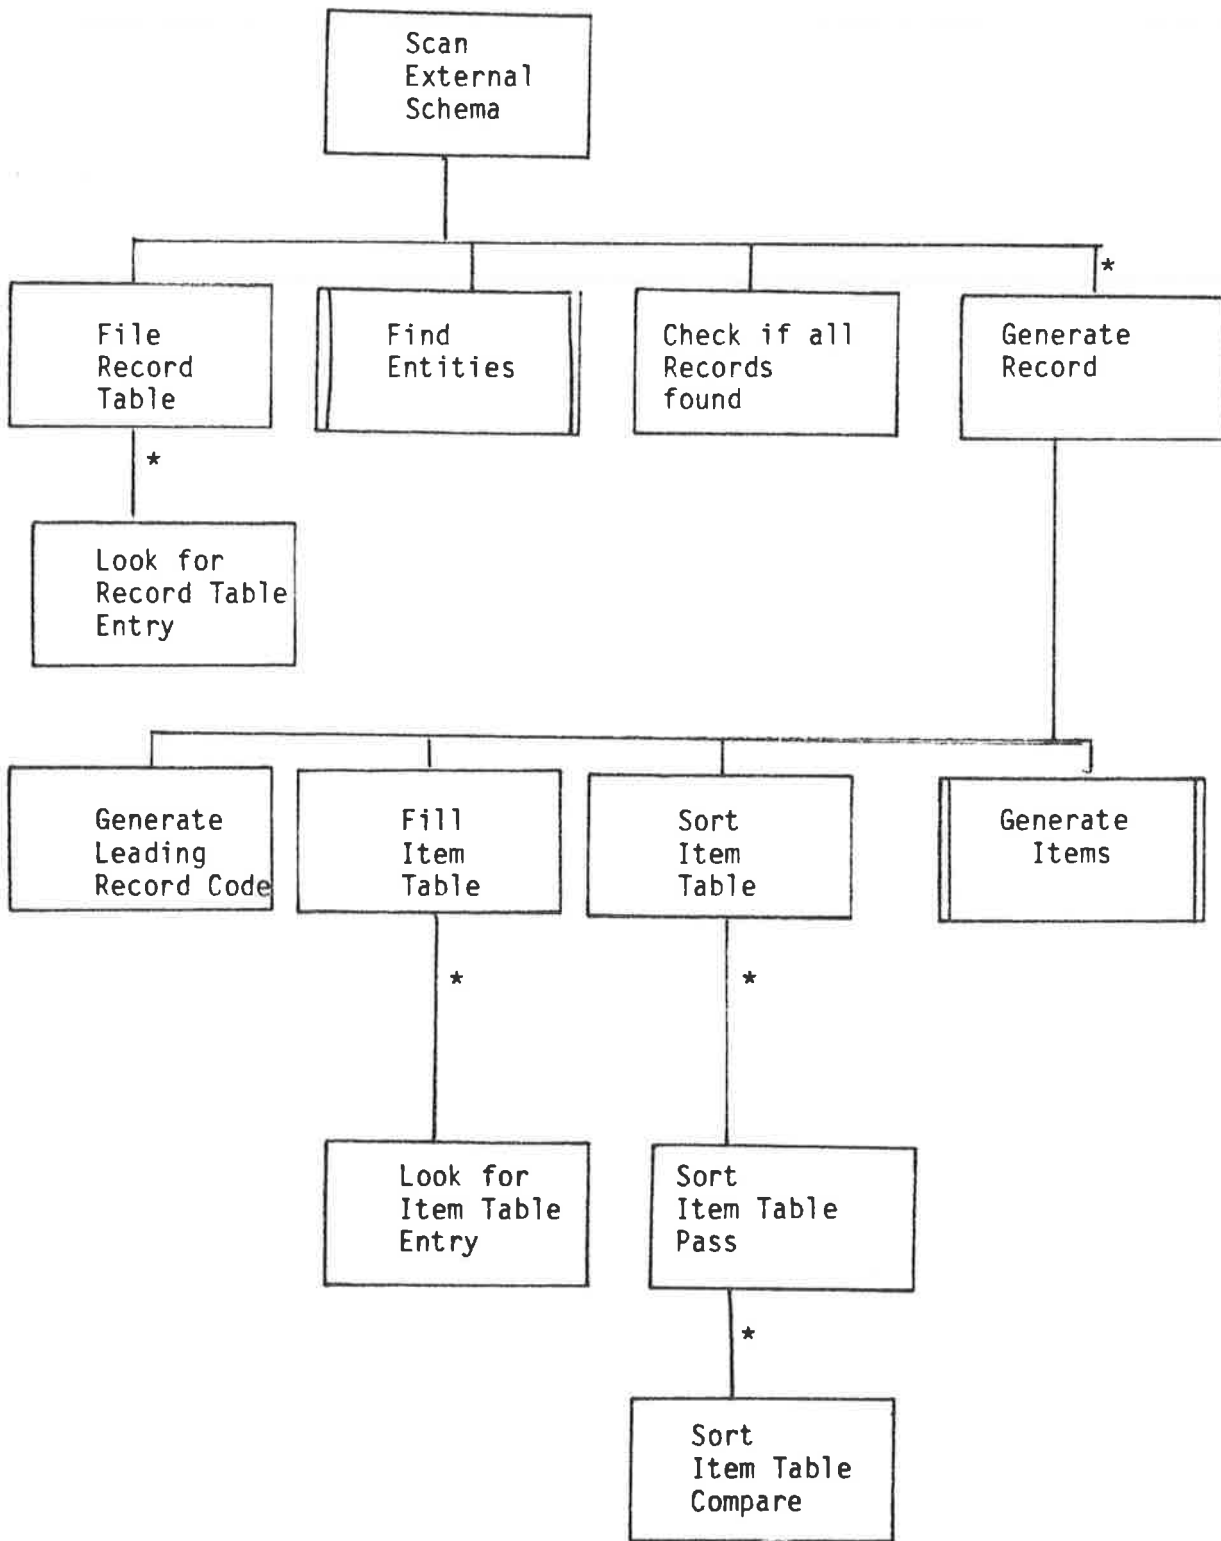 Scan
External
Schema
*
File
Record
Table
Find
Entities
Check if all
Records
found
Generate
Record
*
Look for
Record Table
Entry
Generate
Leading
Record Code
Fill
Item
Table
Sort
Item
Table
Generate
Items
*
*
Look for
Item Table
Entry
Sort
Item Table
Pass
*
Sort
Item Table
Compare